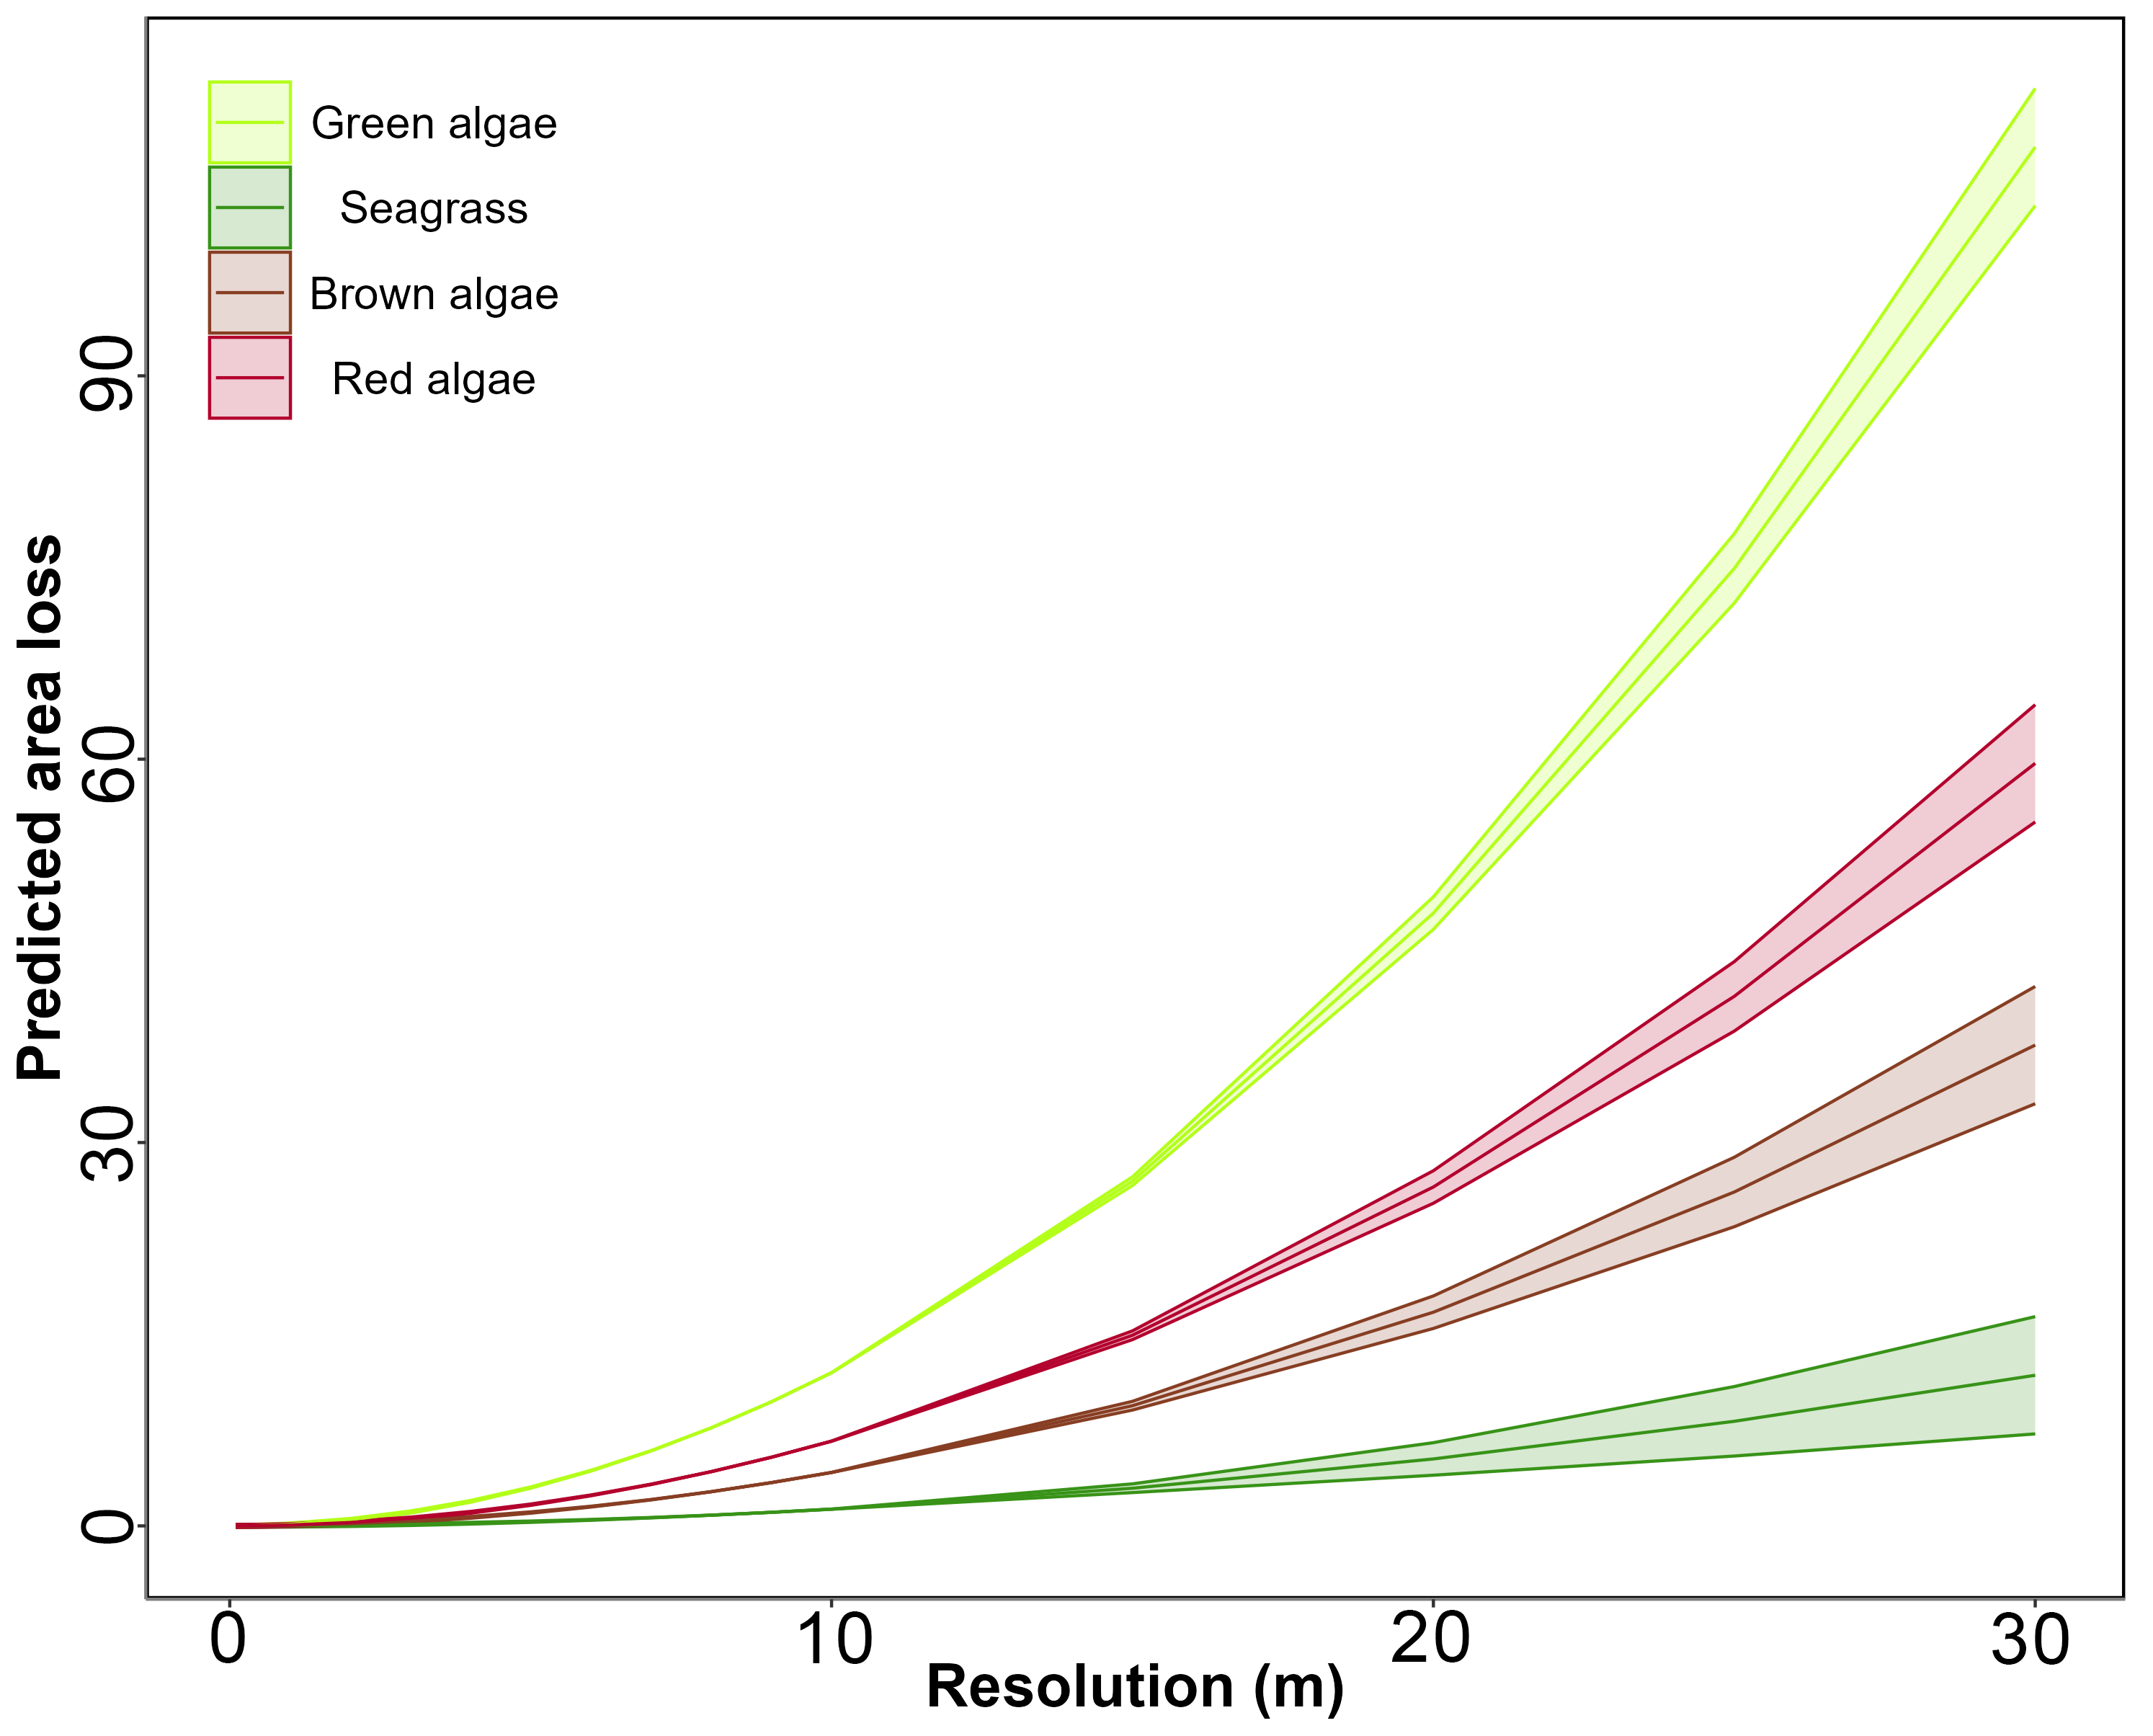 Green algae
Seagrass
Brown algae
Red algae
Predicted area loss
90
60
30
0
0 10 20 30
Resolution (m)